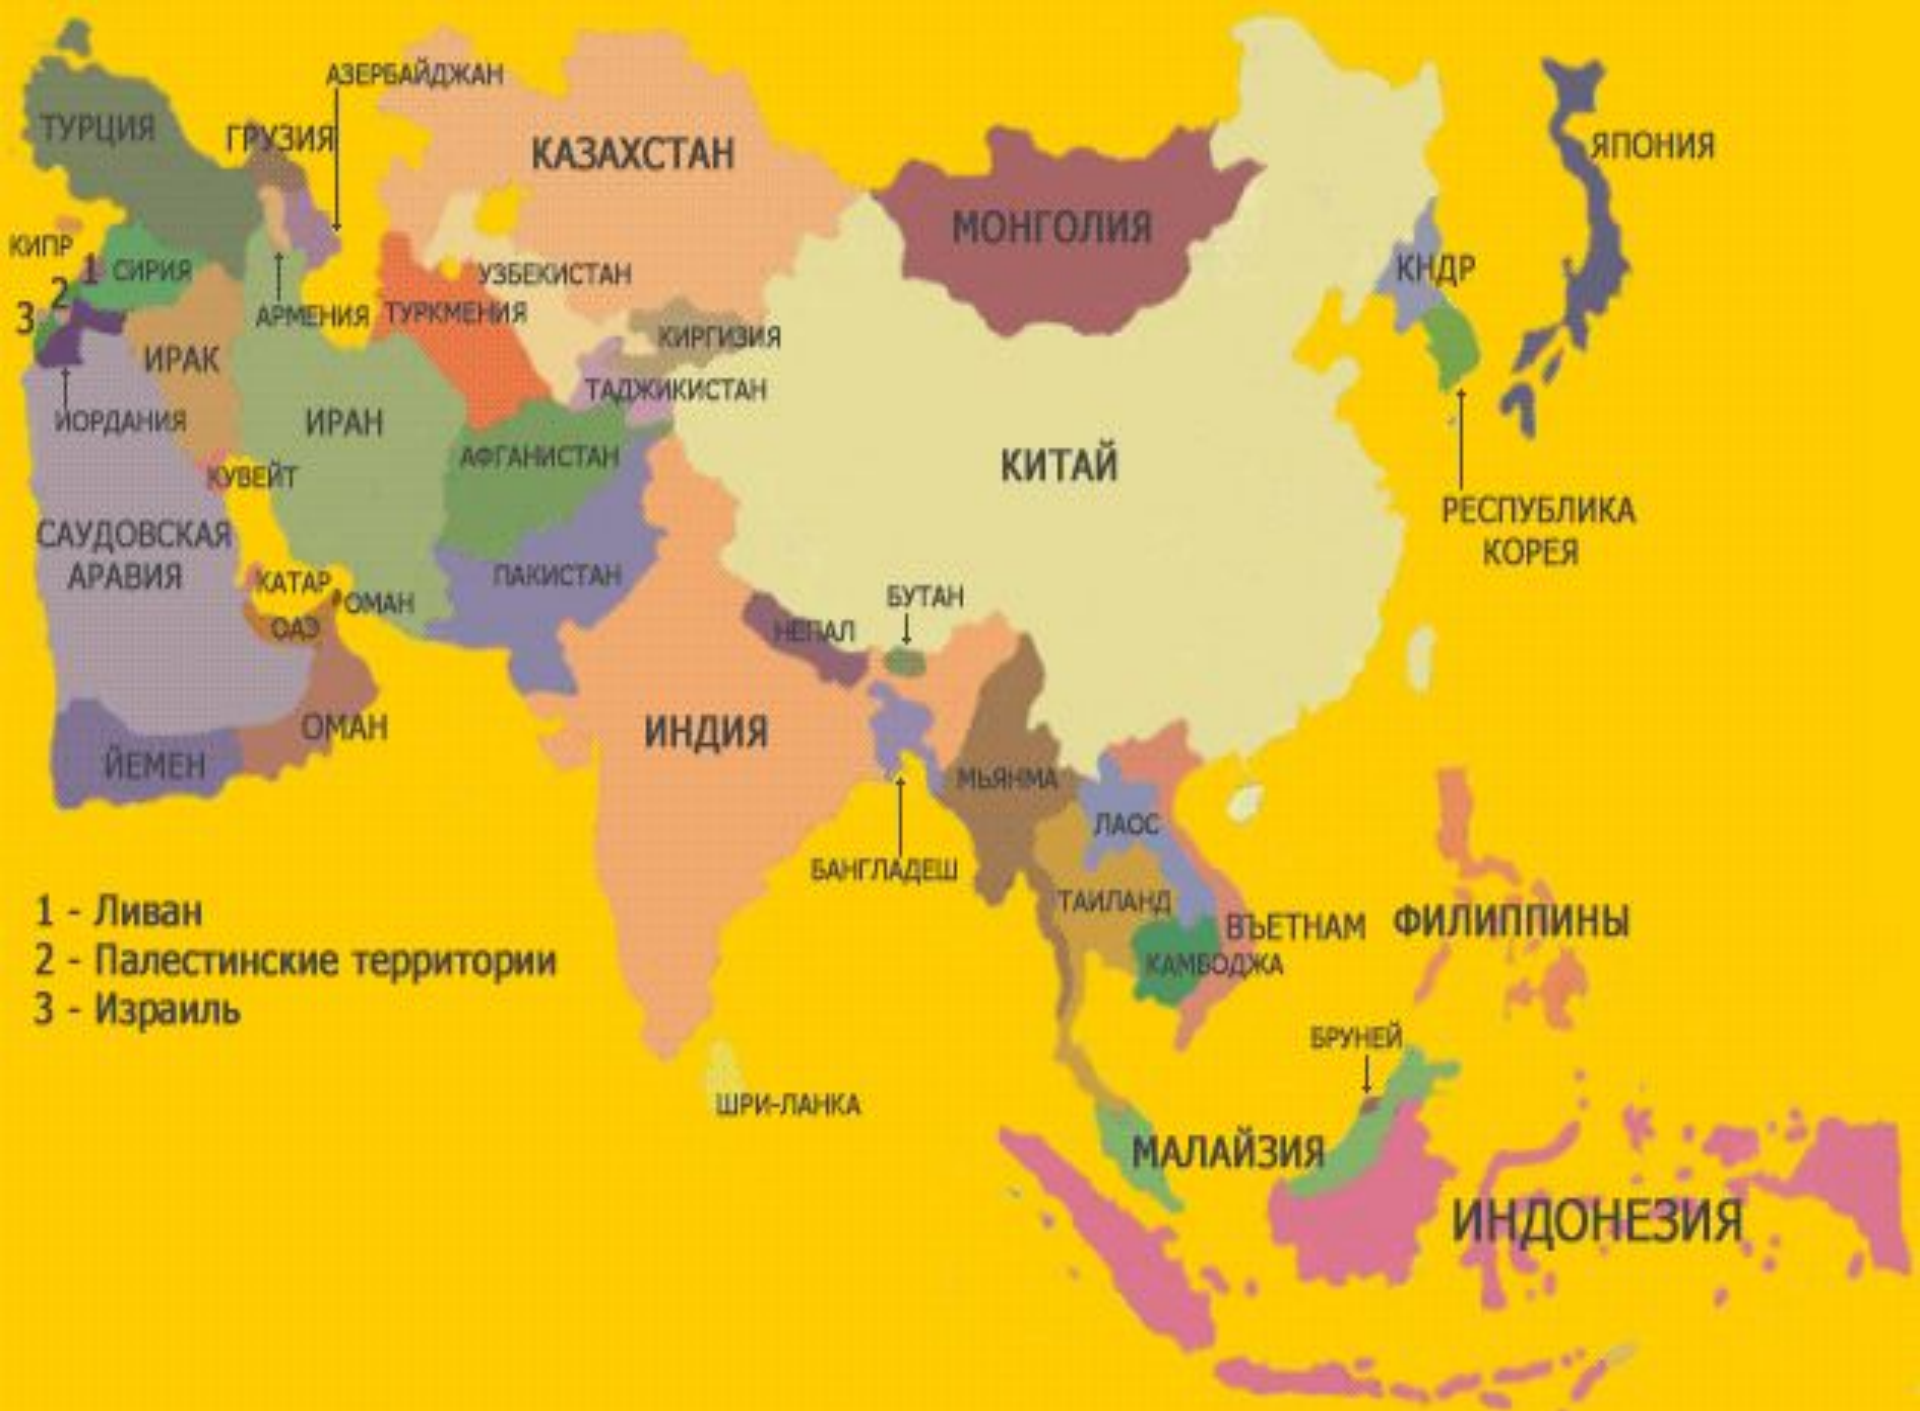 АЗЕРБАЙДЖАН
ТУРЦИЯ
ГРУЗИЯ
КАЗАХСТАН
ЯПОНИЯ
МОНГОЛИЯ
КИПР
1
СИРИЯ
2
3
АРМЕНИЯ
УЗБЕКИСТАН
ТУРКМЕНИЯ
КНДР
КИРГИЗИЯ
ИРАК
ТАДЖИКИСТАН
ИОРДАНИЯ
ИРАН
АФГАНИСТАН
КИТАЙ
КУВЕЙТ
РЕСПУБЛИКА
КОРЕЯ
САУДОВСКАЯ
АРАВИЯ
КАТАР
ОМАН
ОАЭ
ПАКИСТАН
БУТАН
НЕПАЛ
ОМАН
ЙЕМЕН
ИНДИЯ
МЬЯНМА
ЛАОС
БАНГЛАДЕШ
ТАИЛАНД
ВЪЕТНАМ
ФИЛИППИНЫ
КАМБОДЖА
1 - Ливан
2 - Палестинские территории
3 - Израиль
БРУНЕЙ
ШРИ-ЛАНКА
МАЛАЙЗИЯ
ИНДОНЕЗИЯ